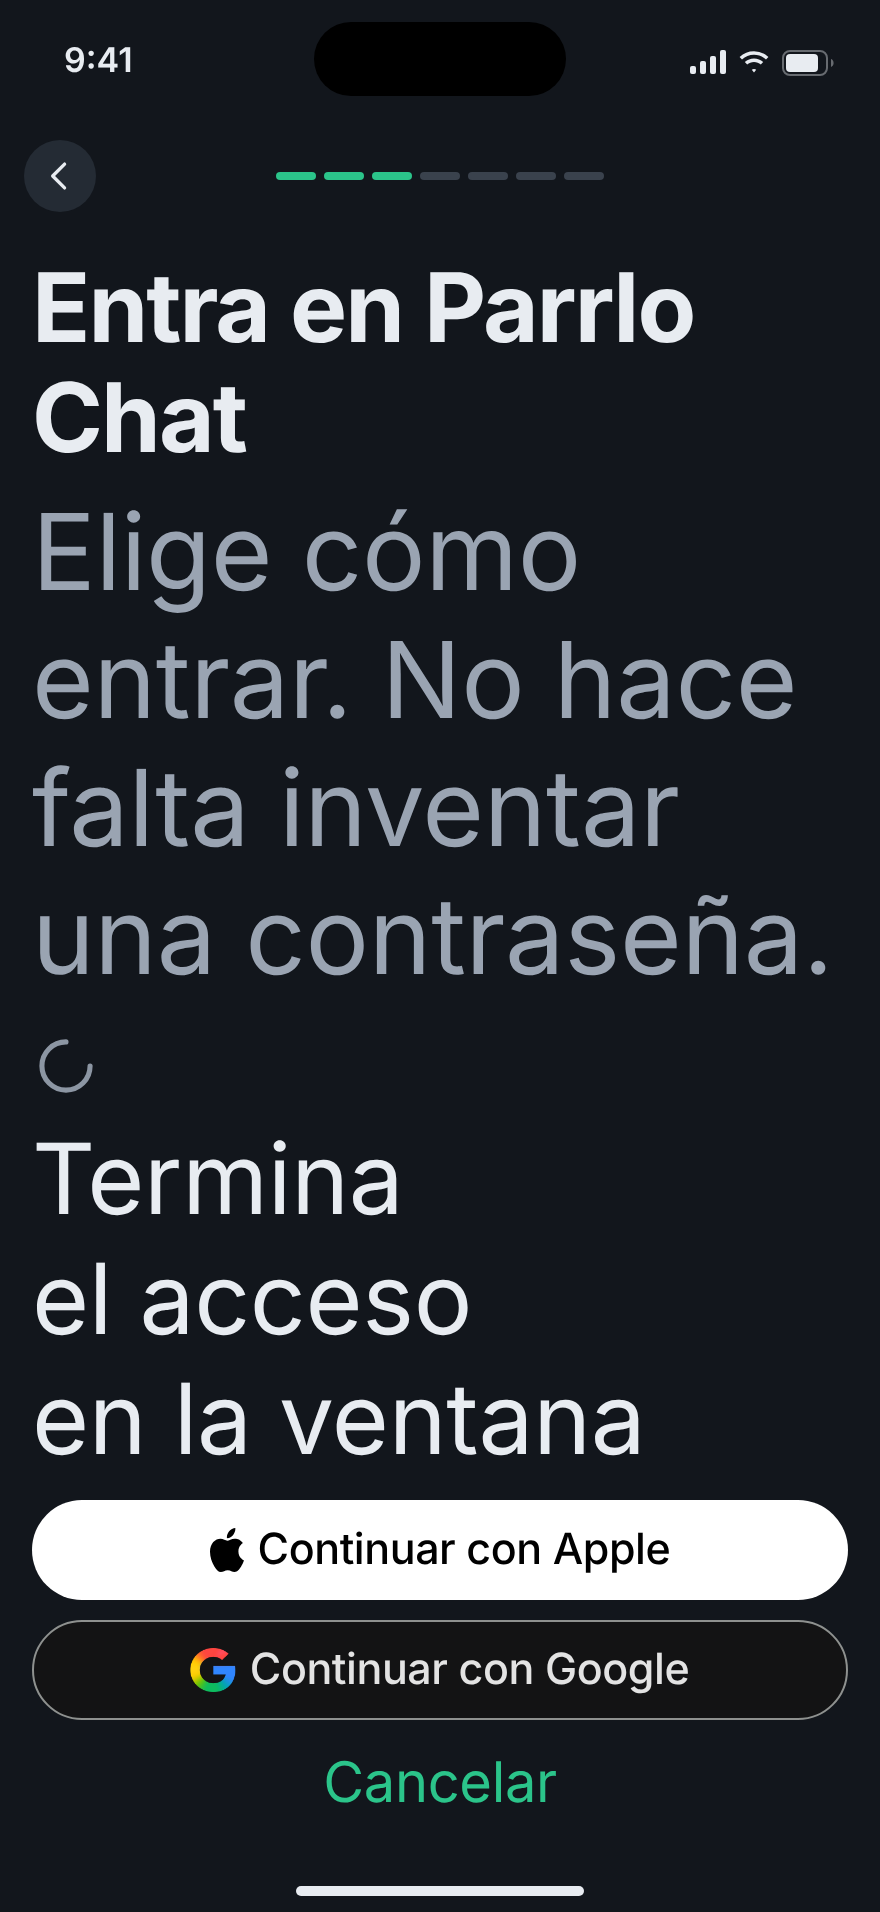 9:41
Entra en Parrlo
Chat
Elige cómo
entrar. No hace
falta inventar
una contraseña.
Termina
el acceso
en la ventana
Continuar con Apple
Continuar con Google
Cancelar